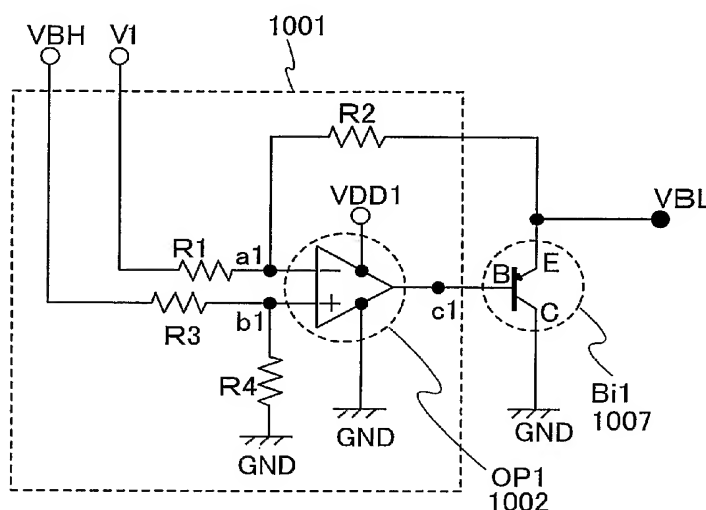 VBH V1 1001
R2
VDD1
VBL
R1 a1 −
B E
R3 b1 + c1 C
R4
GND GND GND
Bi1
1007
OP1
1002